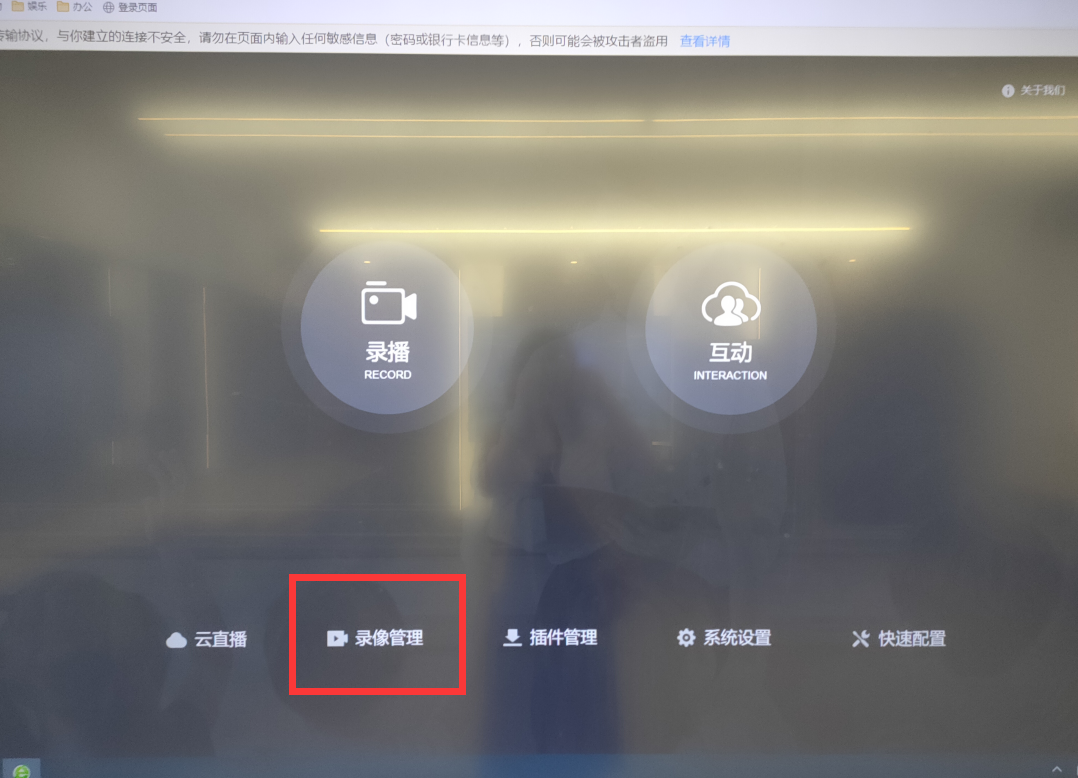 娱乐 办公 登录页面
传输协议，与你建立的连接不安全，请勿在页面内输入任何敏感信息（密码或银行卡信息等），否则可能会被攻击者盗用 查看详情
关于我们
录播
RECORD
互动
INTERACTION
云直播 录像管理 插件管理 系统设置 快速配置